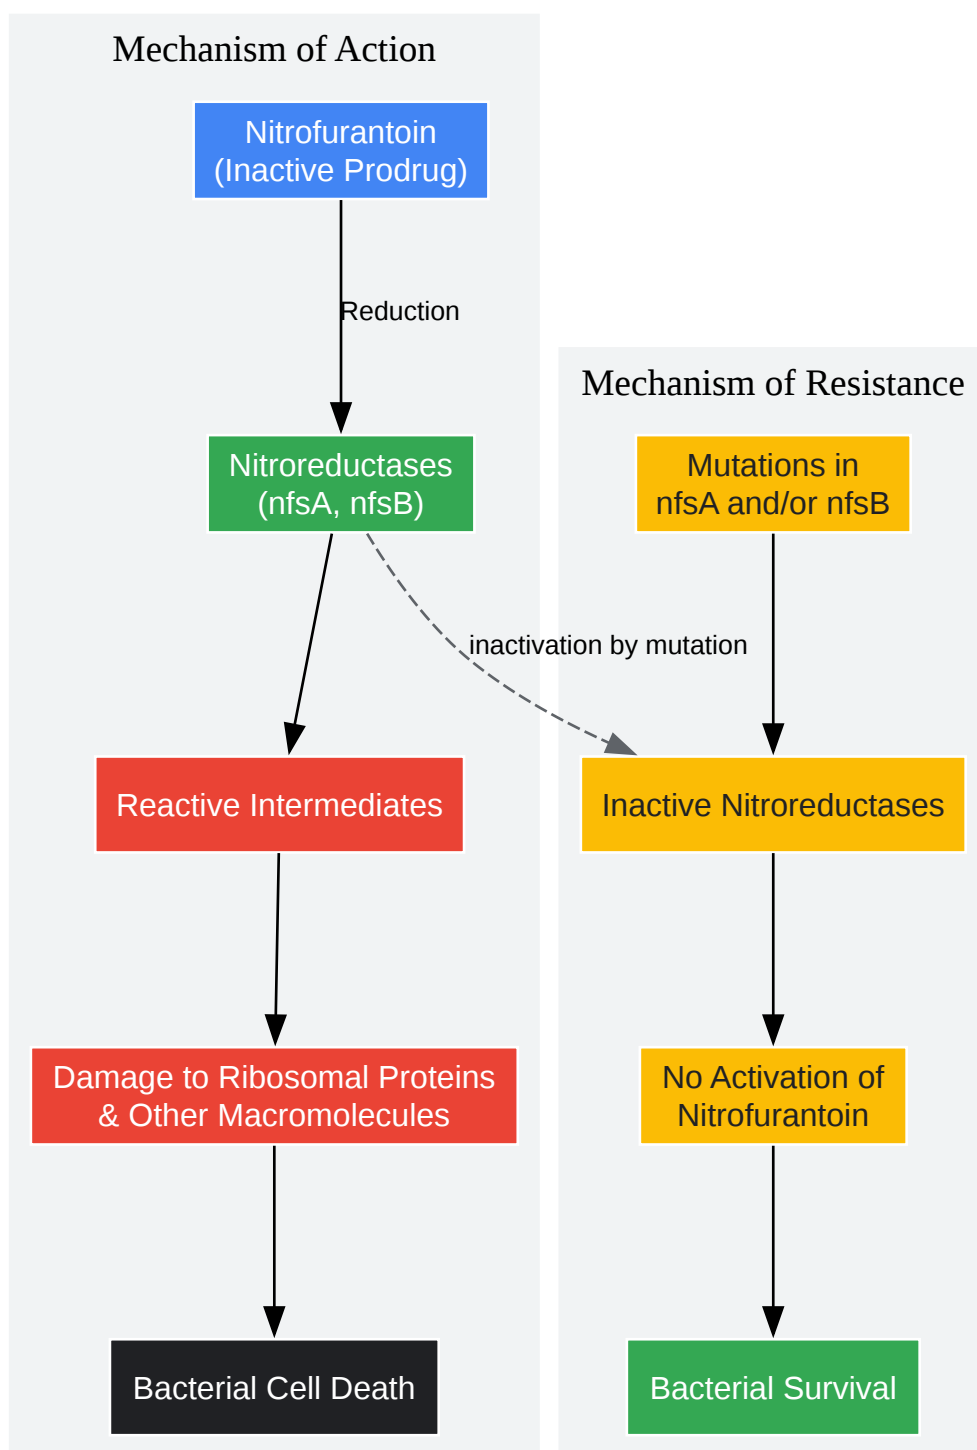 Mechanism of Action
Nitrofurantoin
(Inactive Prodrug)
Reduction
Nitroreductases
(nfsA, nfsB)
Reactive Intermediates
Damage to Ribosomal Proteins
& Other Macromolecules
Bacterial Cell Death
inactivation by mutation
Mechanism of Resistance
Mutations in
nfsA and/or nfsB
Inactive Nitroreductases
No Activation of
Nitrofurantoin
Bacterial Survival